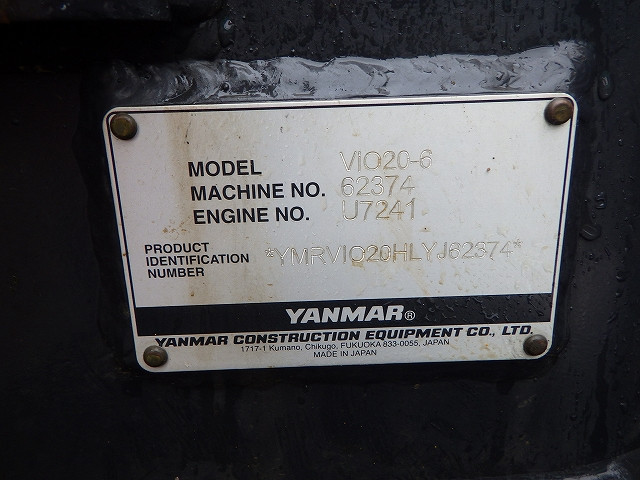 MODEL ViO20-6
MACHINE NO. 62374
ENGINE NO. U7241
PRODUCT
IDENTIFICATION
NUMBER
*YMRVIO20HLYJ62374*
YANMAR®
YANMAR CONSTRUCTION EQUIPMENT CO., LTD.
1717-1 Kumano, Chikugo, FUKUOKA 833-0055, JAPAN
MADE IN JAPAN